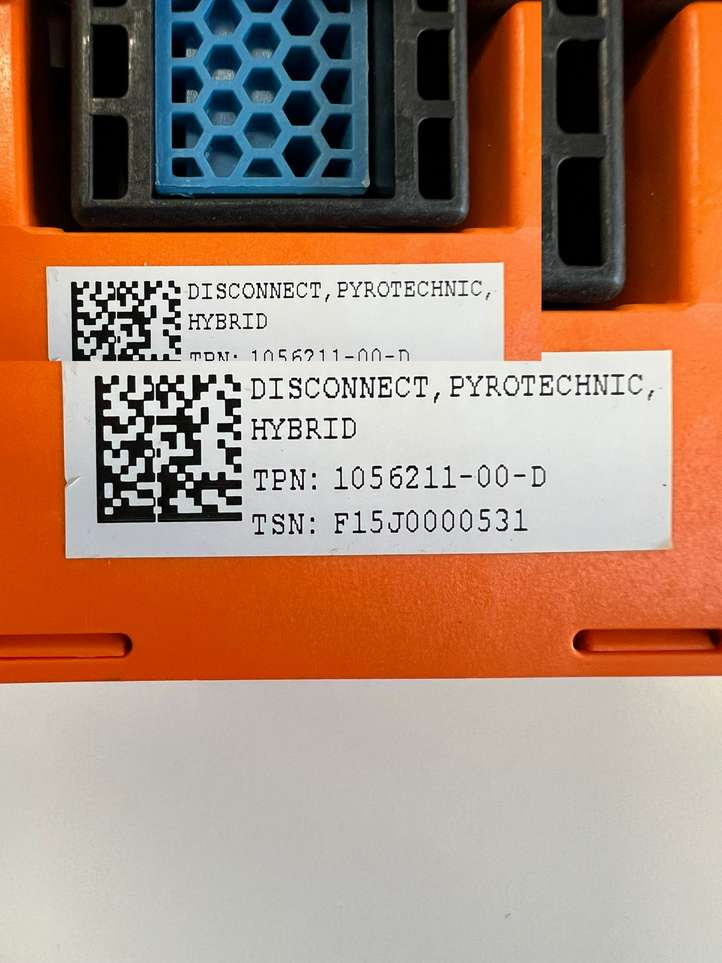 DISCONNECT,PYROTECHNIC,
HYBRID
TPN: 1056211-00-D
DISCONNECT,PYROTECHNIC,
HYBRID
TPN: 1056211-00-D
TSN: F15J0000531